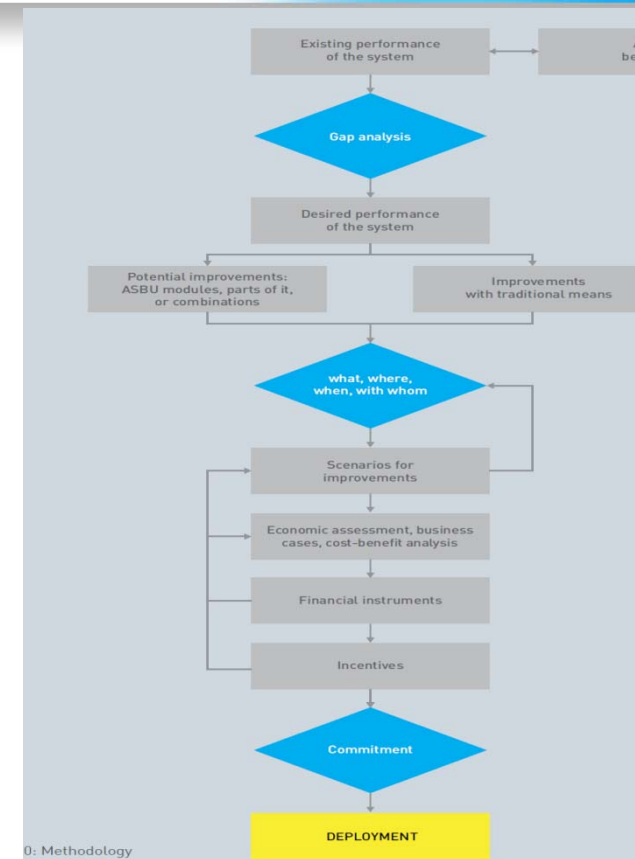 Existing performance
of the system
Gap analysis
Desired performance
of the system
Potential improvements:
ASBU modules, parts of it,
or combinations
Improvements
with traditional means
what, where,
when, with whom
Scenarios for
improvements
Economic assessment, business
cases, cost-benefit analysis
Financial instruments
Incentives
Commitment
DEPLOYMENT
0: Methodology